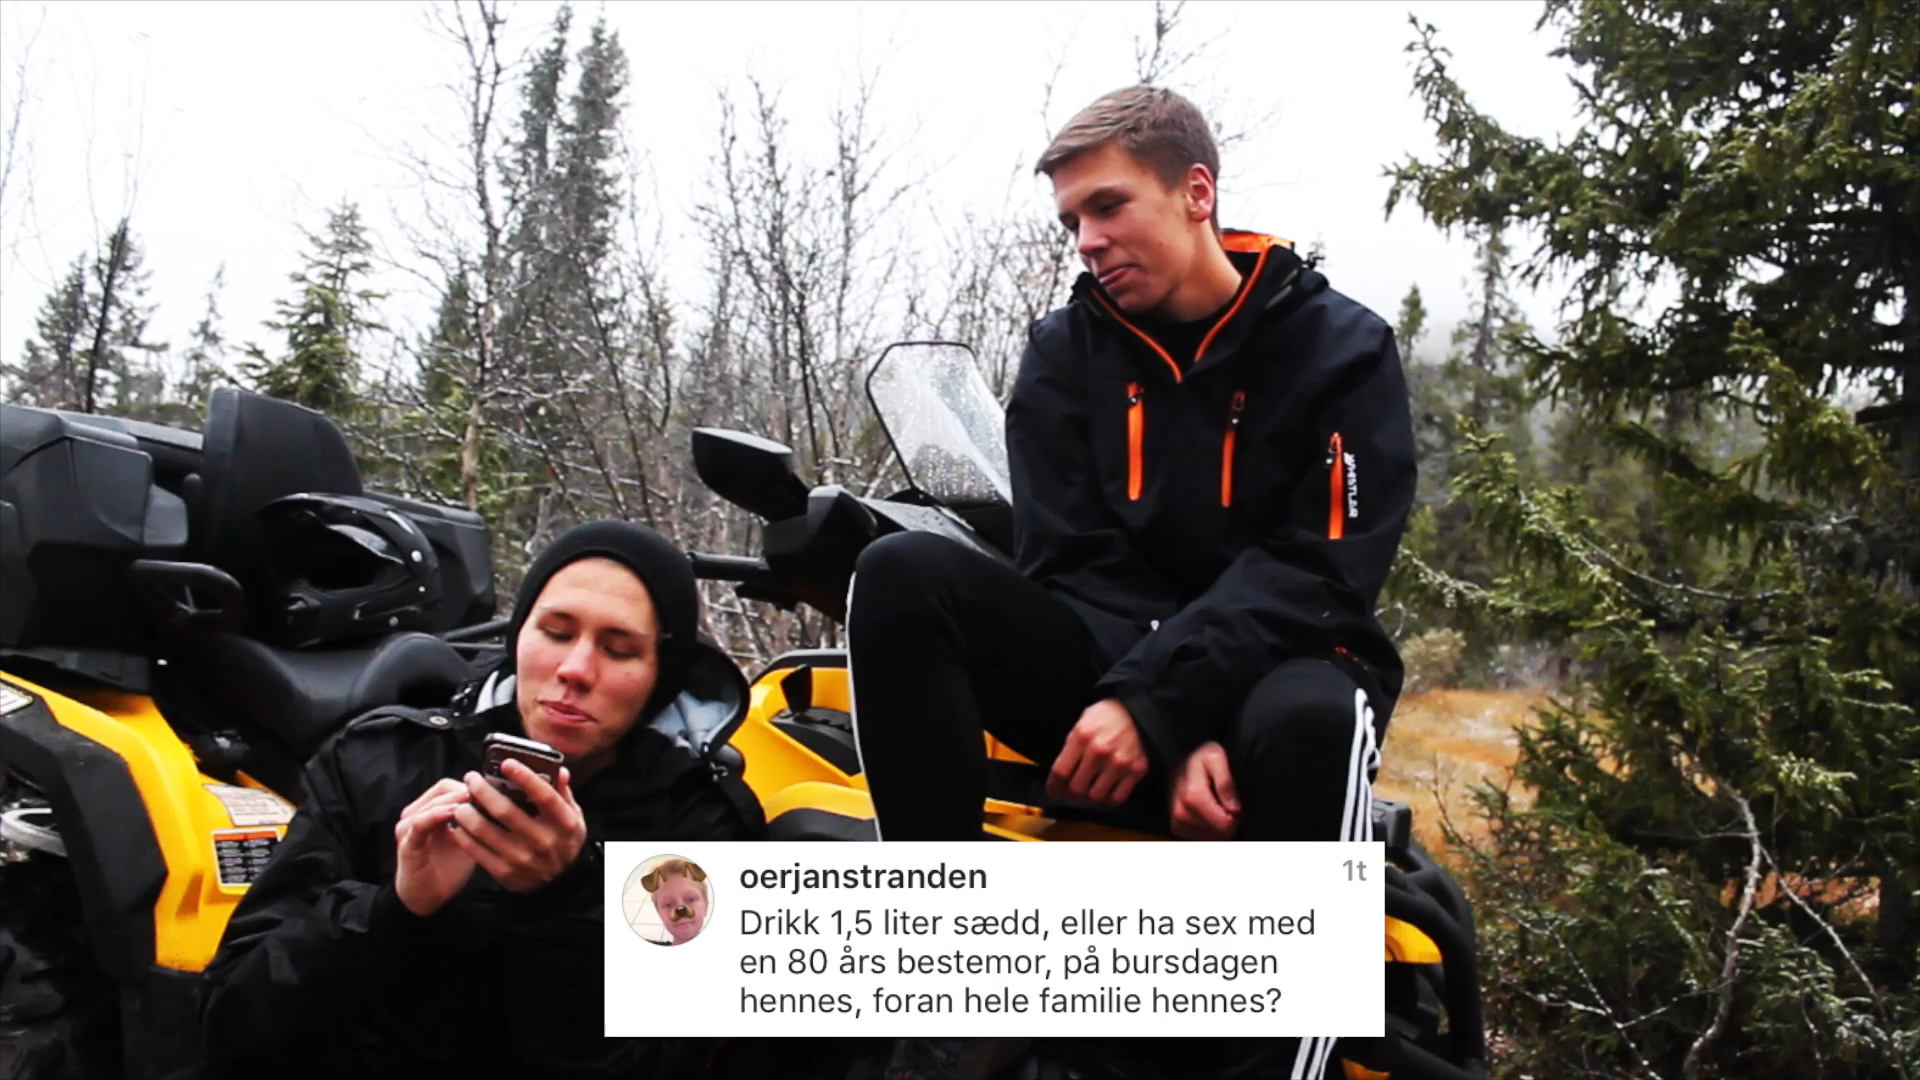 oerjanstranden
1t
Drikk 1,5 liter sædd, eller ha sex med
en 80 års bestemor, på bursdagen
hennes, foran hele familie hennes?